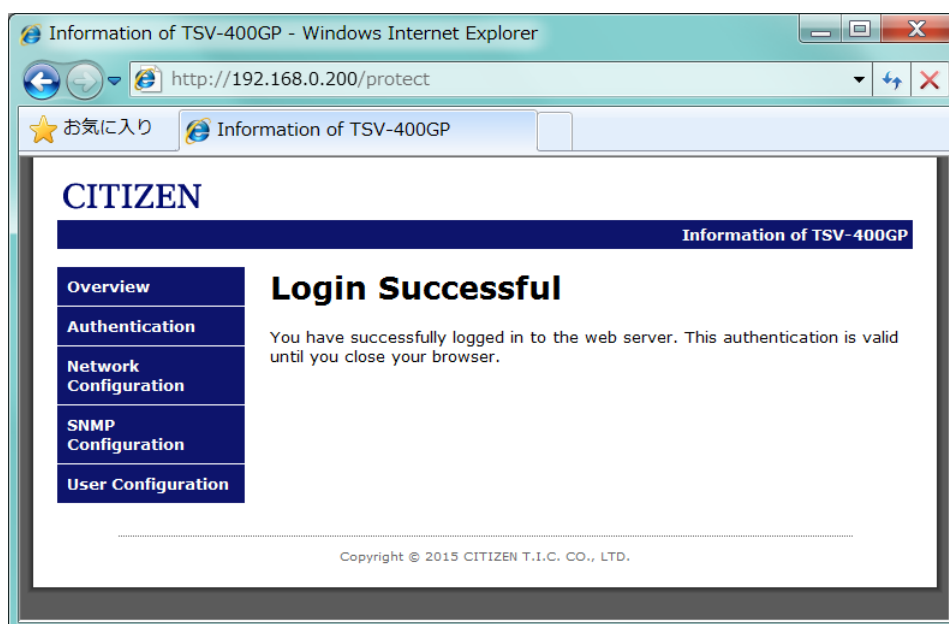 Information of TSV-400GP - Windows Internet Explorer
http://192.168.0.200/protect
お気に入り
Information of TSV-400GP
CITIZEN
Information of TSV-400GP
Overview
Authentication
Network
Configuration
SNMP
Configuration
User Configuration
Login Successful
You have successfully logged in to the web server. This authentication is valid
until you close your browser.
Copyright © 2015 CITIZEN T.I.C. CO., LTD.